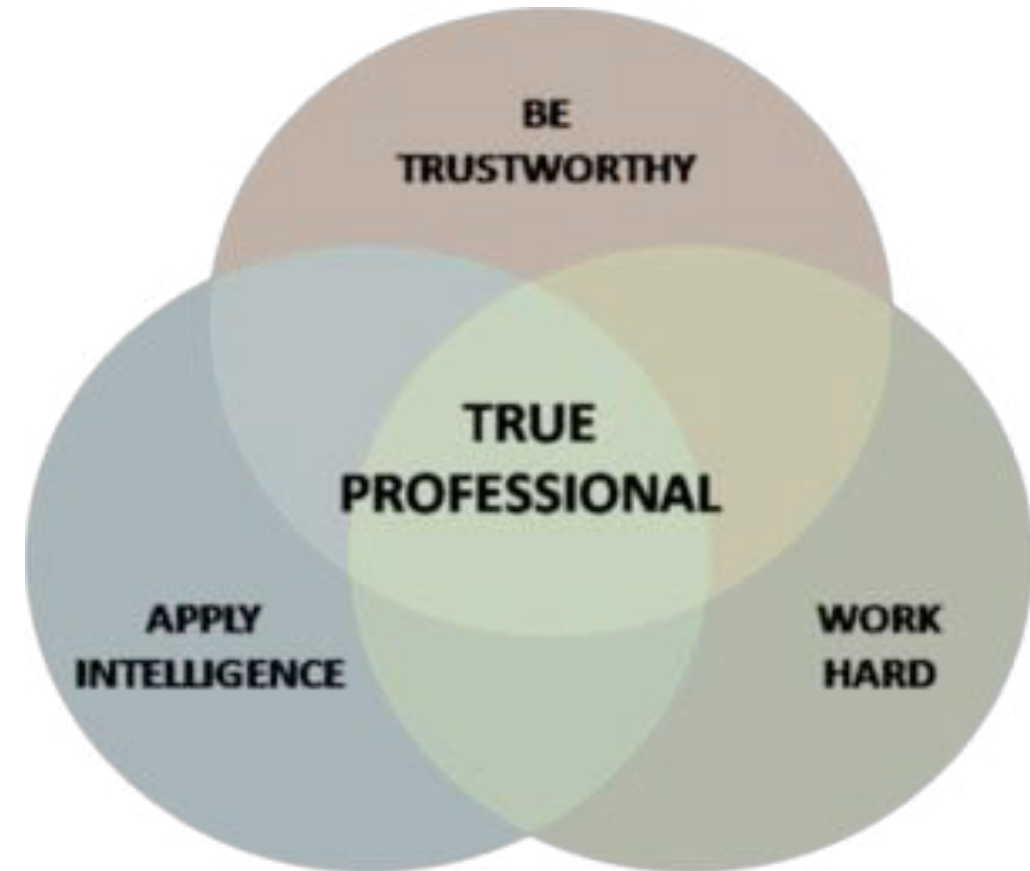 BE
TRUSTWORTHY
TRUE
PROFESSIONAL
APPLY
INTELLIGENCE
WORK
HARD